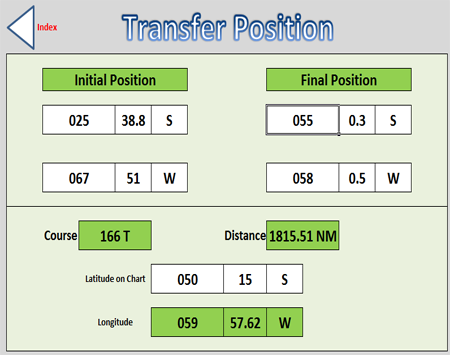 Index
Transfer Position
Initial Position Final Position
025 38.8 S 055 0.3 S
067 51 W 058 0.5 W
Course 166 T Distance 1815.51 NM
Latitude on Chart 050 15 S
Longitude 059 57.62 W